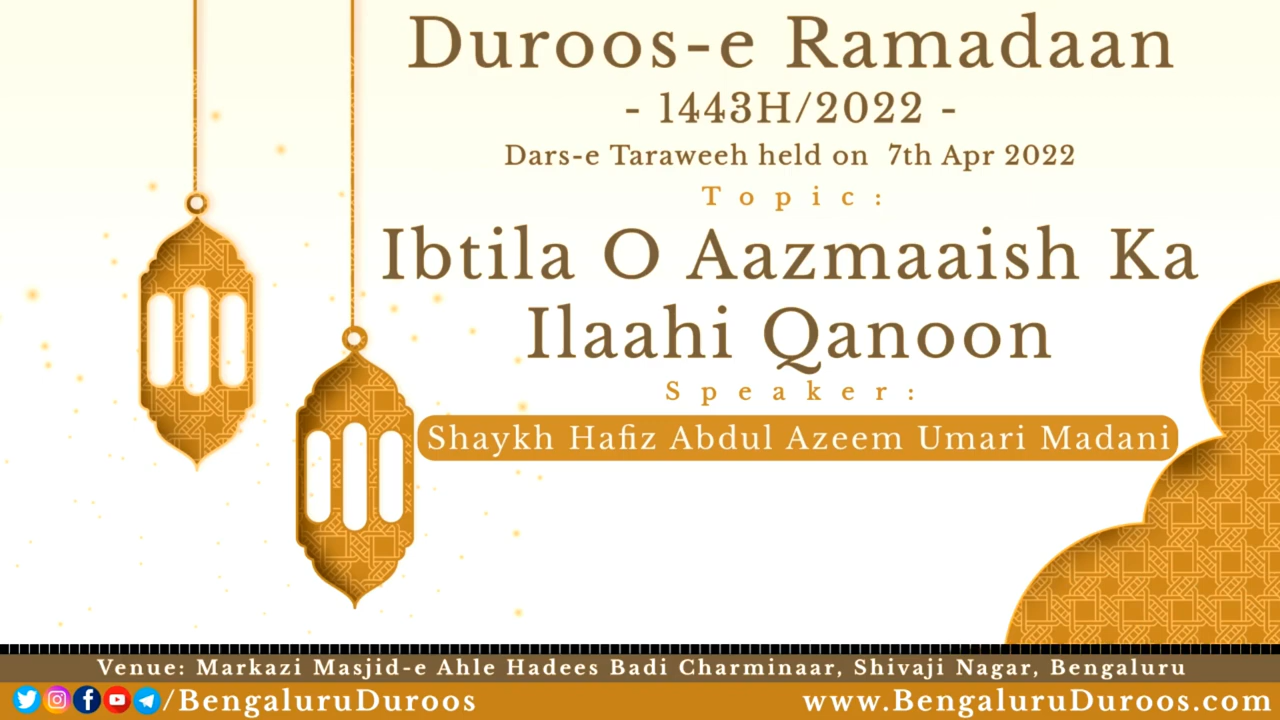 Duroos-e Ramadaan
- 1443H/2022 -
Dars-e Taraweeh held on 7th Apr 2022
Topic:
Ibtila O Aazmaaish Ka
Ilaahi Qanoon
Speaker:
Shaykh Hafiz Abdul Azeem Umari Madani
Venue: Markazi Masjid-e Ahle Hadees Badi Charminaar, Shivaji Nagar, Bengaluru
/BengaluruDuroos
www.BengaluruDuroos.com